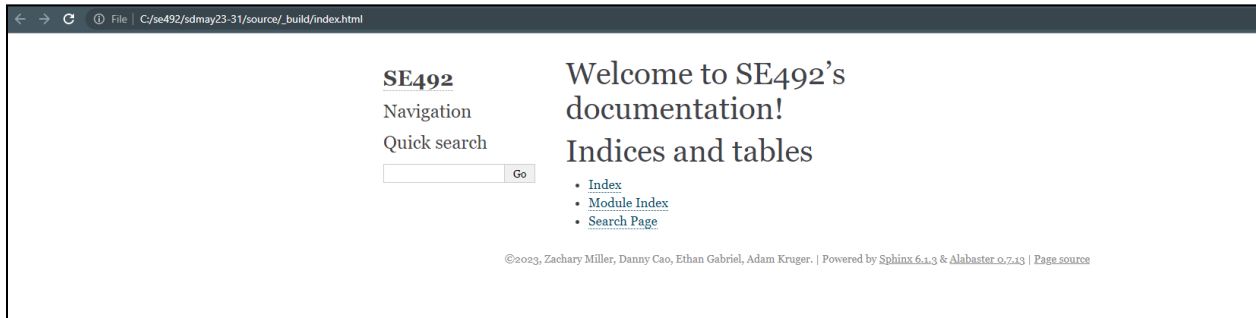 File | C:/se492/sdmay23-31/source/_build/index.html
SE492
Navigation
Quick search
Go
Welcome to SE492's
documentation!
Indices and tables
• Index
• Module Index
• Search Page
©2023, Zachary Miller, Danny Cao, Ethan Gabriel, Adam Kruger. | Powered by Sphinx 6.1.3 & Alabaster 0.7.13 | Page source